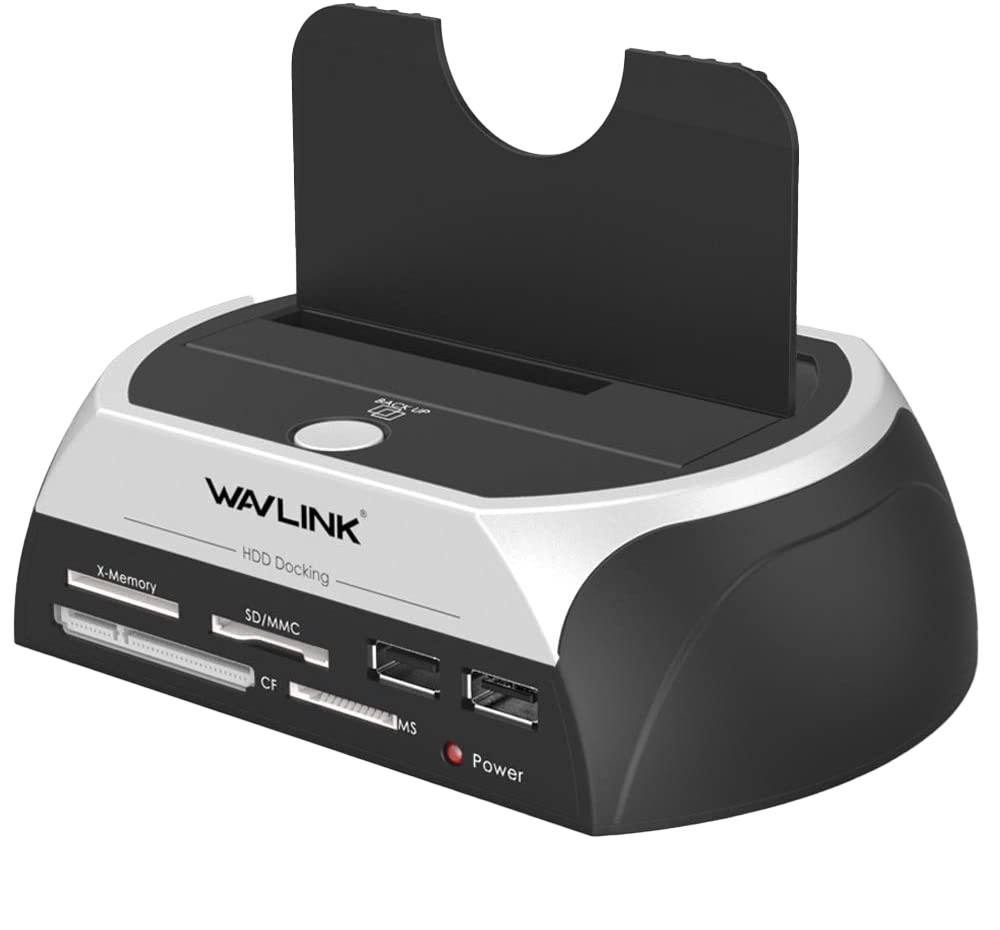 BACK UP
WAVLINK®
HDD Docking
X-Memory
SD/MMC
CF
MS
Power